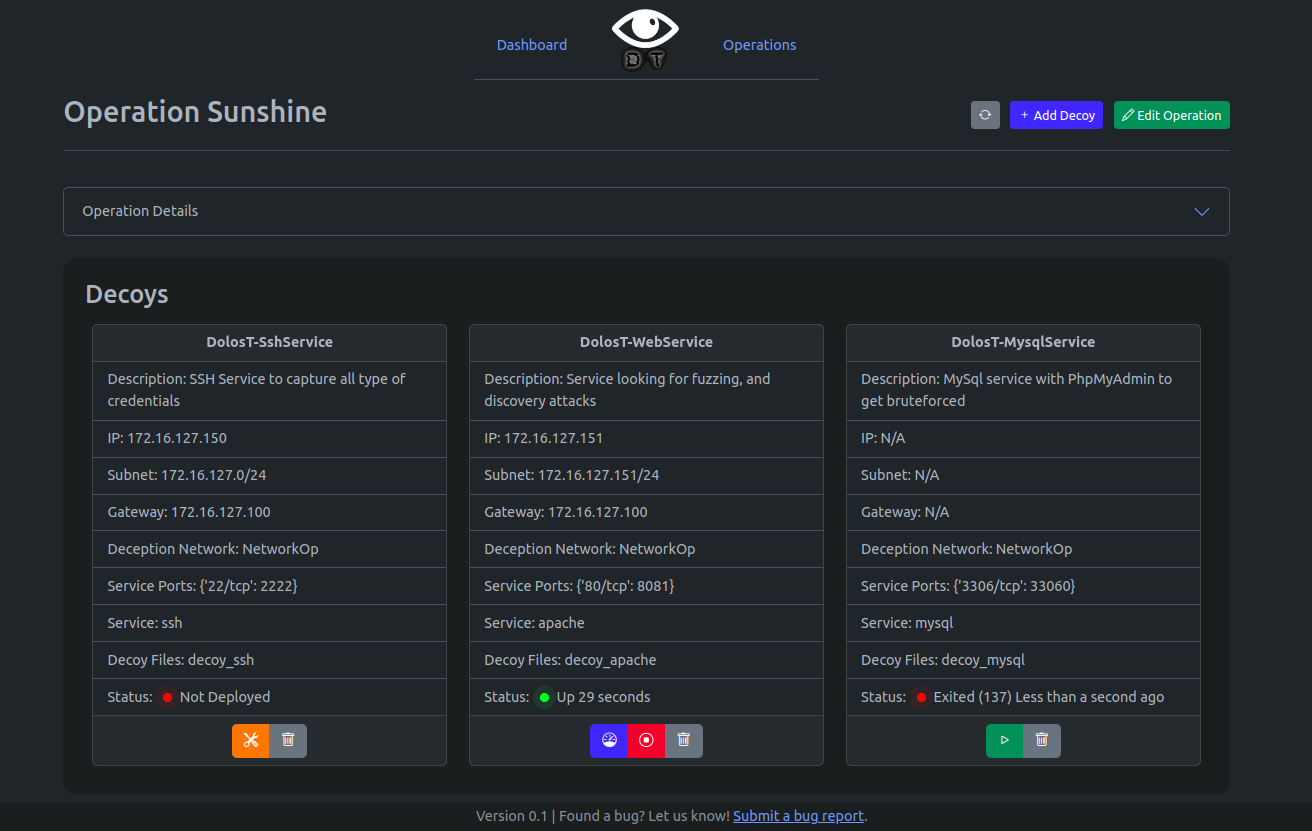 Dashboard
DT
Operations
Operation Sunshine
+ Add Decoy
Edit Operation
Operation Details
Decoys
DolosT-SshService
Description: SSH Service to capture all type of
credentials
IP: 172.16.127.150
Subnet: 172.16.127.0/24
Gateway: 172.16.127.100
Deception Network: NetworkOp
Service Ports: {'22/tcp': 2222}
Service: ssh
Decoy Files: decoy_ssh
Status: Not Deployed
DolosT-WebService
Description: Service looking for fuzzing, and
discovery attacks
IP: 172.16.127.151
Subnet: 172.16.127.151/24
Gateway: 172.16.127.100
Deception Network: NetworkOp
Service Ports: {'80/tcp': 8081}
Service: apache
Decoy Files: decoy_apache
Status: Up 29 seconds
DolosT-MysqlService
Description: MySql service with PhpMyAdmin to
get bruteforced
IP: N/A
Subnet: N/A
Gateway: N/A
Deception Network: NetworkOp
Service Ports: {'3306/tcp': 33060}
Service: mysql
Decoy Files: decoy_mysql
Status: Exited (137) Less than a second ago
Version 0.1 | Found a bug? Let us know! Submit a bug report.